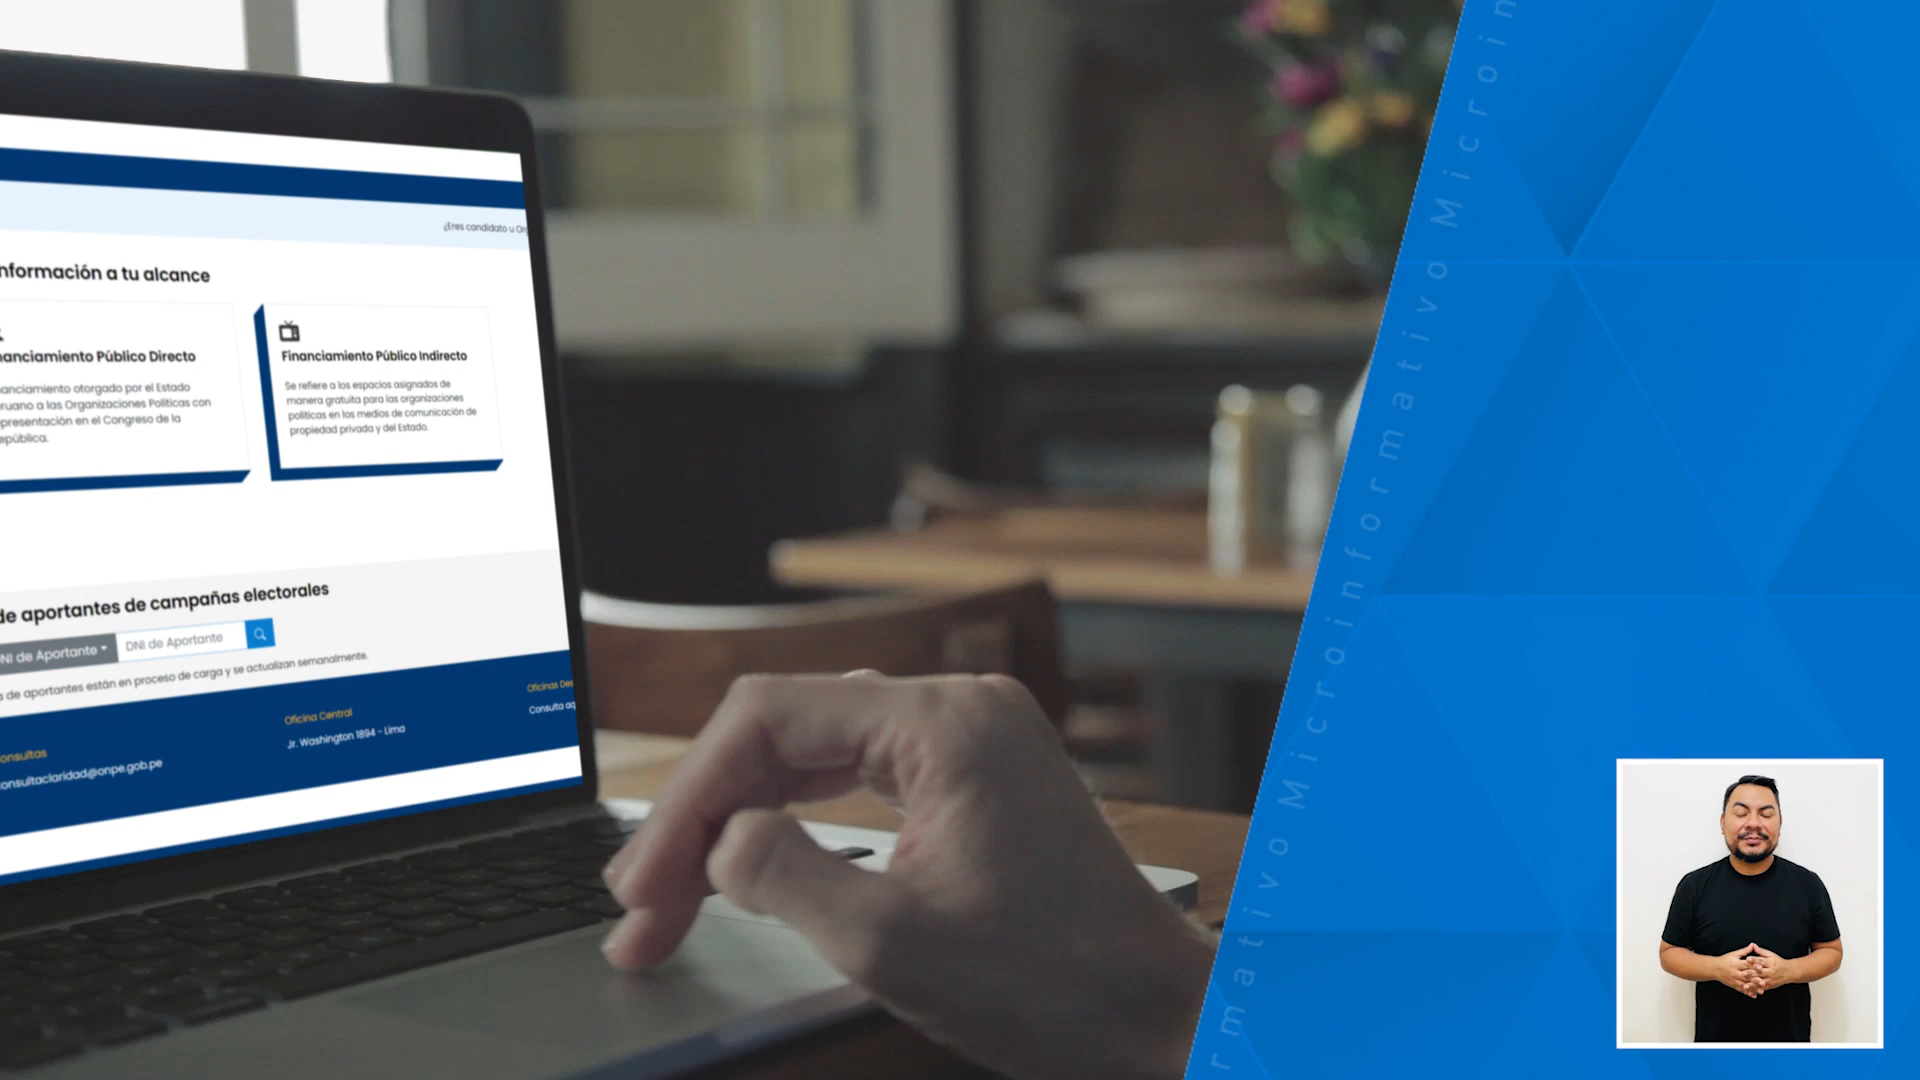 ¿Eres candidato u Or
nformación a tu alcance
nanciamiento Público Directo
nanciamiento otorgado por el Estado
ruano a las Organizaciones Políticas con
presentación en el Congreso de la
epública.
Financiamiento Público Indirecto
Se refiere a los espacios asignados de
manera gratuita para las organizaciones
políticas en los medios de comunicación de
propiedad privada y del Estado.
de aportantes de campañas electorales
NI de Aportante
DNI de Aportante
a de aportantes están en proceso de carga y se actualizan semanalmente.
onsultas
onsultaclaridad@onpe.gob.pe
Oficina Central
Jr. Washington 1894 - Lima
Oficinas Des
Consulta aq
rmativo Microinformativo Microin